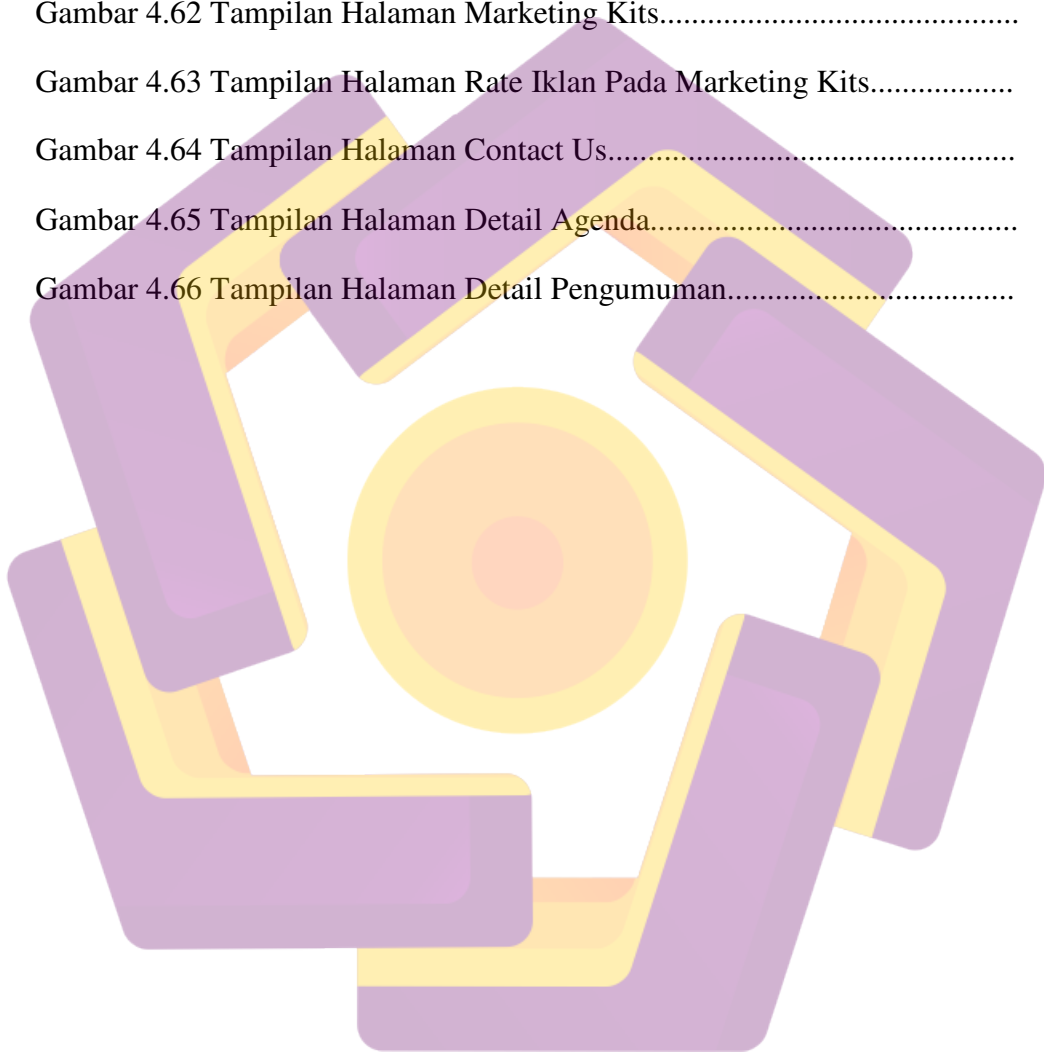 Gambar 4.62 Tampilan Halaman Marketing Kits............................................
Gambar 4.63 Tampilan Halaman Rate Iklan Pada Marketing Kits..................
Gambar 4.64 Tampilan Halaman Contact Us..................................................
Gambar 4.65 Tampilan Halaman Detail Agenda.............................................
Gambar 4.66 Tampilan Halaman Detail Pengumuman...................................